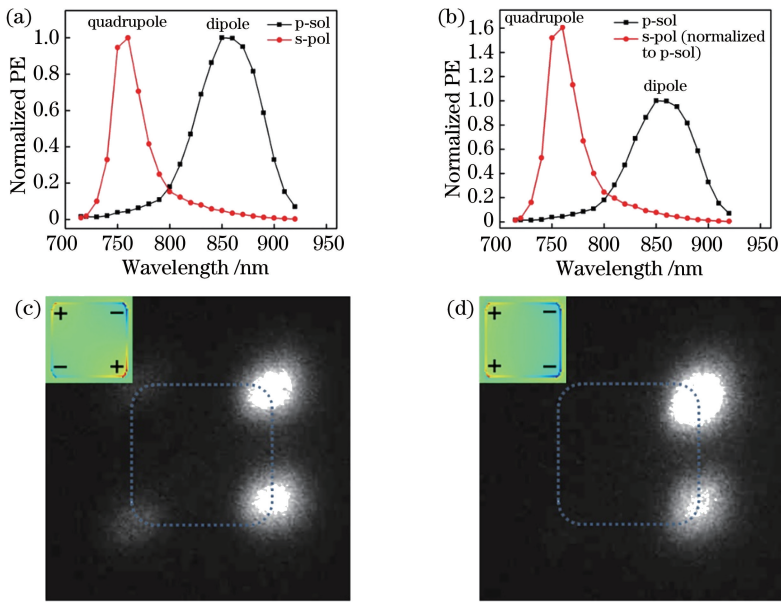 (a)
quadrupole
dipole
p-sol
s-pol
Normalized PE
1.0
0.8
0.6
0.4
0.2
0
700
750
800
850
900
950
Wavelength /nm
(b)
quadrupole
p-sol
s-pol (normalized
to p-sol)
dipole
Normalized PE
1.6
1.4
1.2
1.0
0.8
0.6
0.4
0.2
0
700
750
800
850
900
950
Wavelength /nm
(c)
+ −
− +
(d)
+ −
+ −